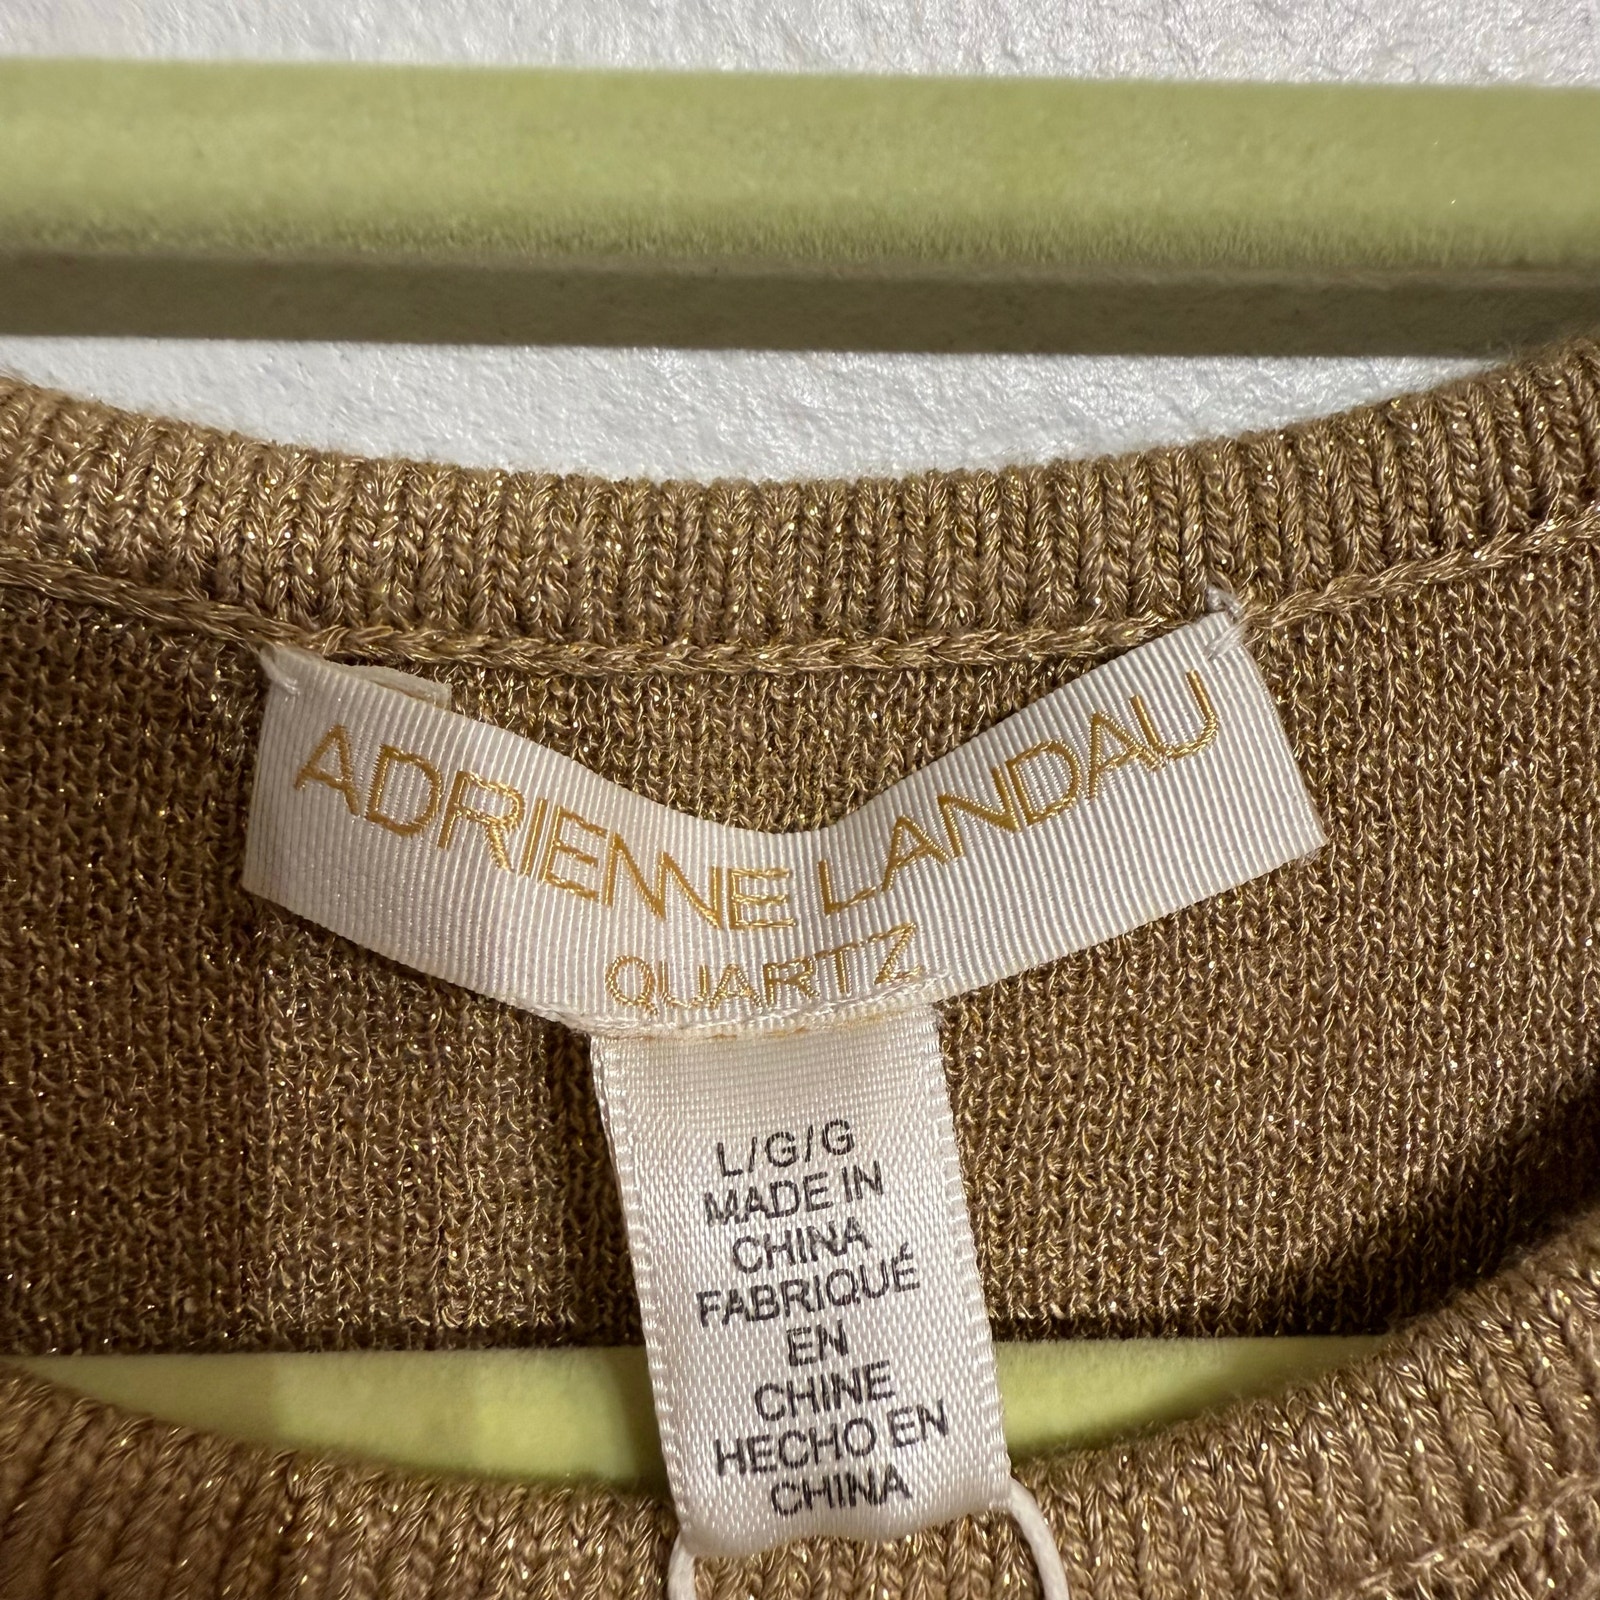 ADRIENNE LANDAU
QUARTZ
L/G/G
MADE IN
CHINA
FABRIQUÉ
EN
CHINE
HECHO EN
CHINA